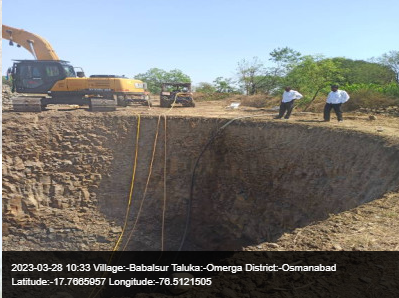 2023-03-28 10:33 Village:-Babalsur Taluka:-Omerga District:-Osmanabad
Latitude:-17.7665957 Longitude:-76.5121505